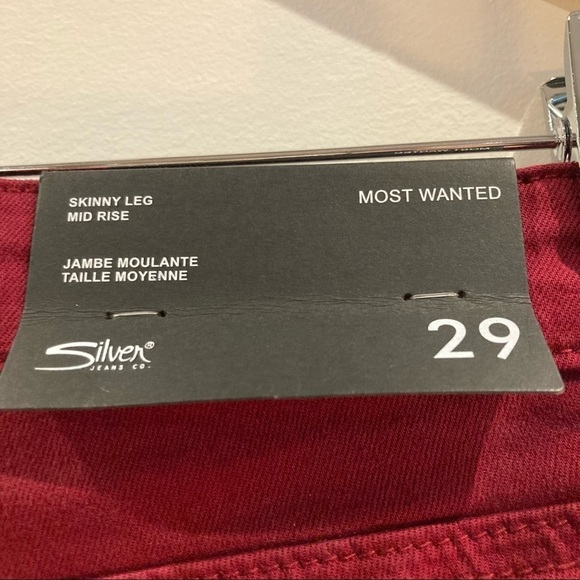 SKINNY LEG
MID RISE
MOST WANTED
JAMBE MOULANTE
TAILLE MOYENNE
Silver®
JEANS CO.
29